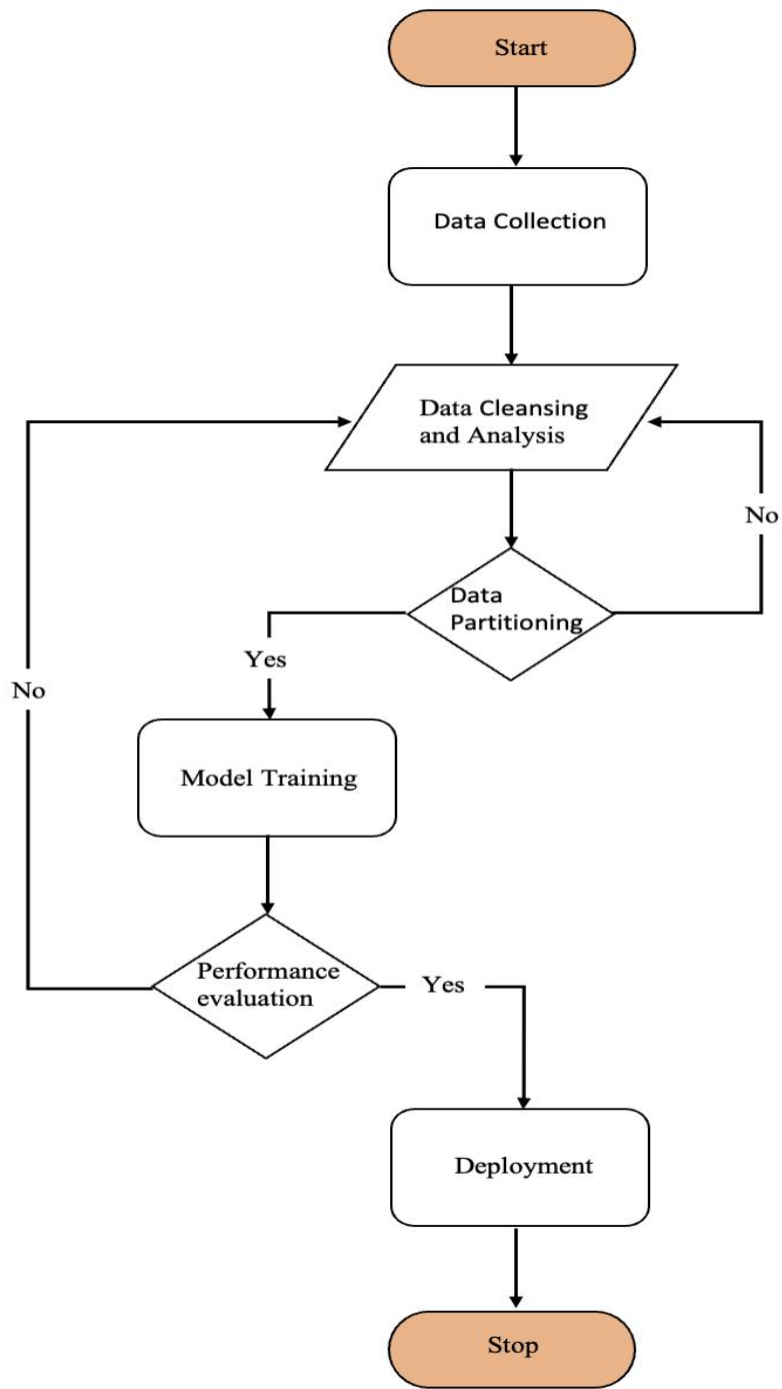 Start
Data Collection
Data Cleansing
and Analysis
No
Data
Partitioning
Yes
No
Model Training
Performance
evaluation
Yes
Deployment
Stop